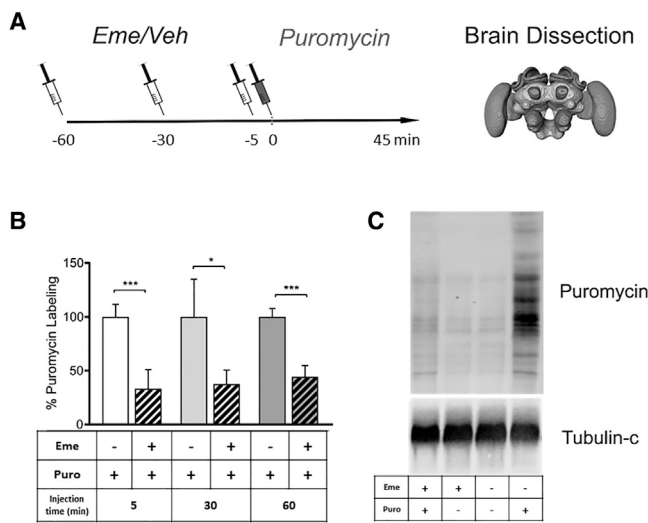 A
Eme/Veh
Puromycin
Brain Dissection
-60
-30
-5
0
45 min
B
C
% Puromycin Labeling
150
100
50
0
***
*
***
Eme - + - + - +
Puro + + + + + +
Injection time (min) 5 30 60
Puromycin
Tubulin-c
Eme + + - -
Puro + - - +